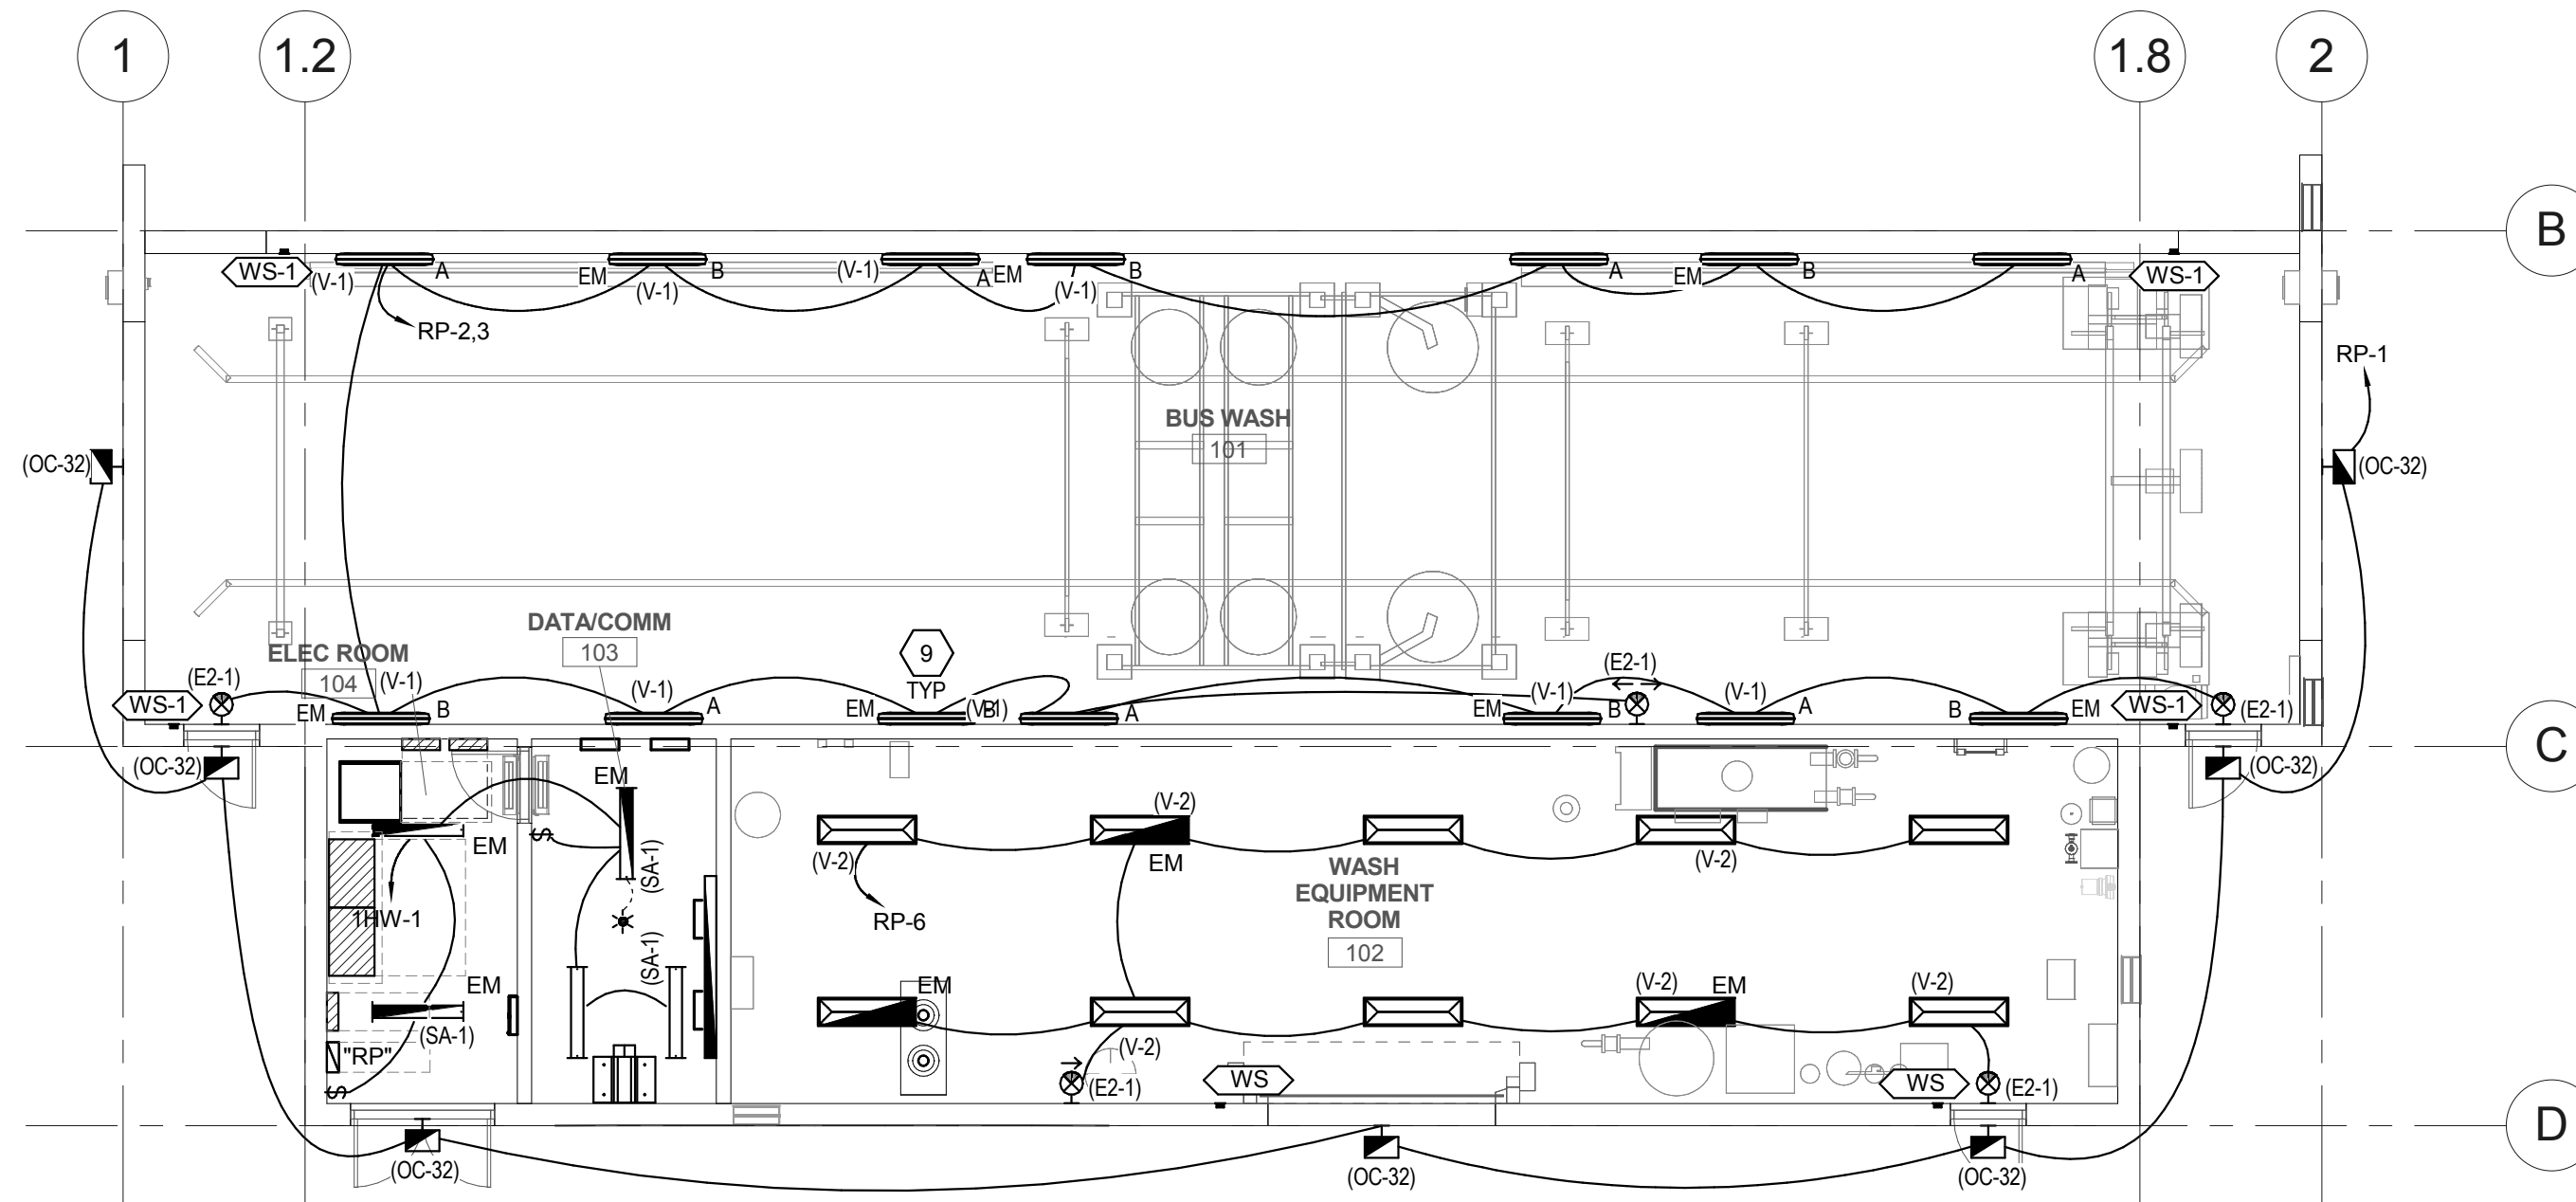 1
1.2
1.8
2
B
WS-1
(V-1)
A
EM
(V-1)
B
(V-1)
A
EM
(V-1)
B
A
EM
B
A
WS-1
RP-2,3
RP-1
BUS WASH
101
(OC-32)
(OC-32)
DATA/COMM
103
ELEC ROOM
104
9
TYP
(E2-1)
WS-1
(E2-1)
(V-1)
EM
B
(V-1)
A
EM
(V-1)
B
A
EM
(V-1)
B
(V-1)
A
B
EM
WS-1
(E2-1)
C
(OC-32)
(OC-32)
EM
EM
$
(SA-1)
(V-2)
(V-2)
EM
(V-2)
WASH
EQUIPMENT
ROOM
102
1HW-1
RP-6
(SA-1)
EM
(SA-1)
"RP"
$
EM
(V-2)
(V-2)
EM
(V-2)
(E2-1)
WS
WS
(E2-1)
D
(OC-32)
(OC-32)
(OC-32)